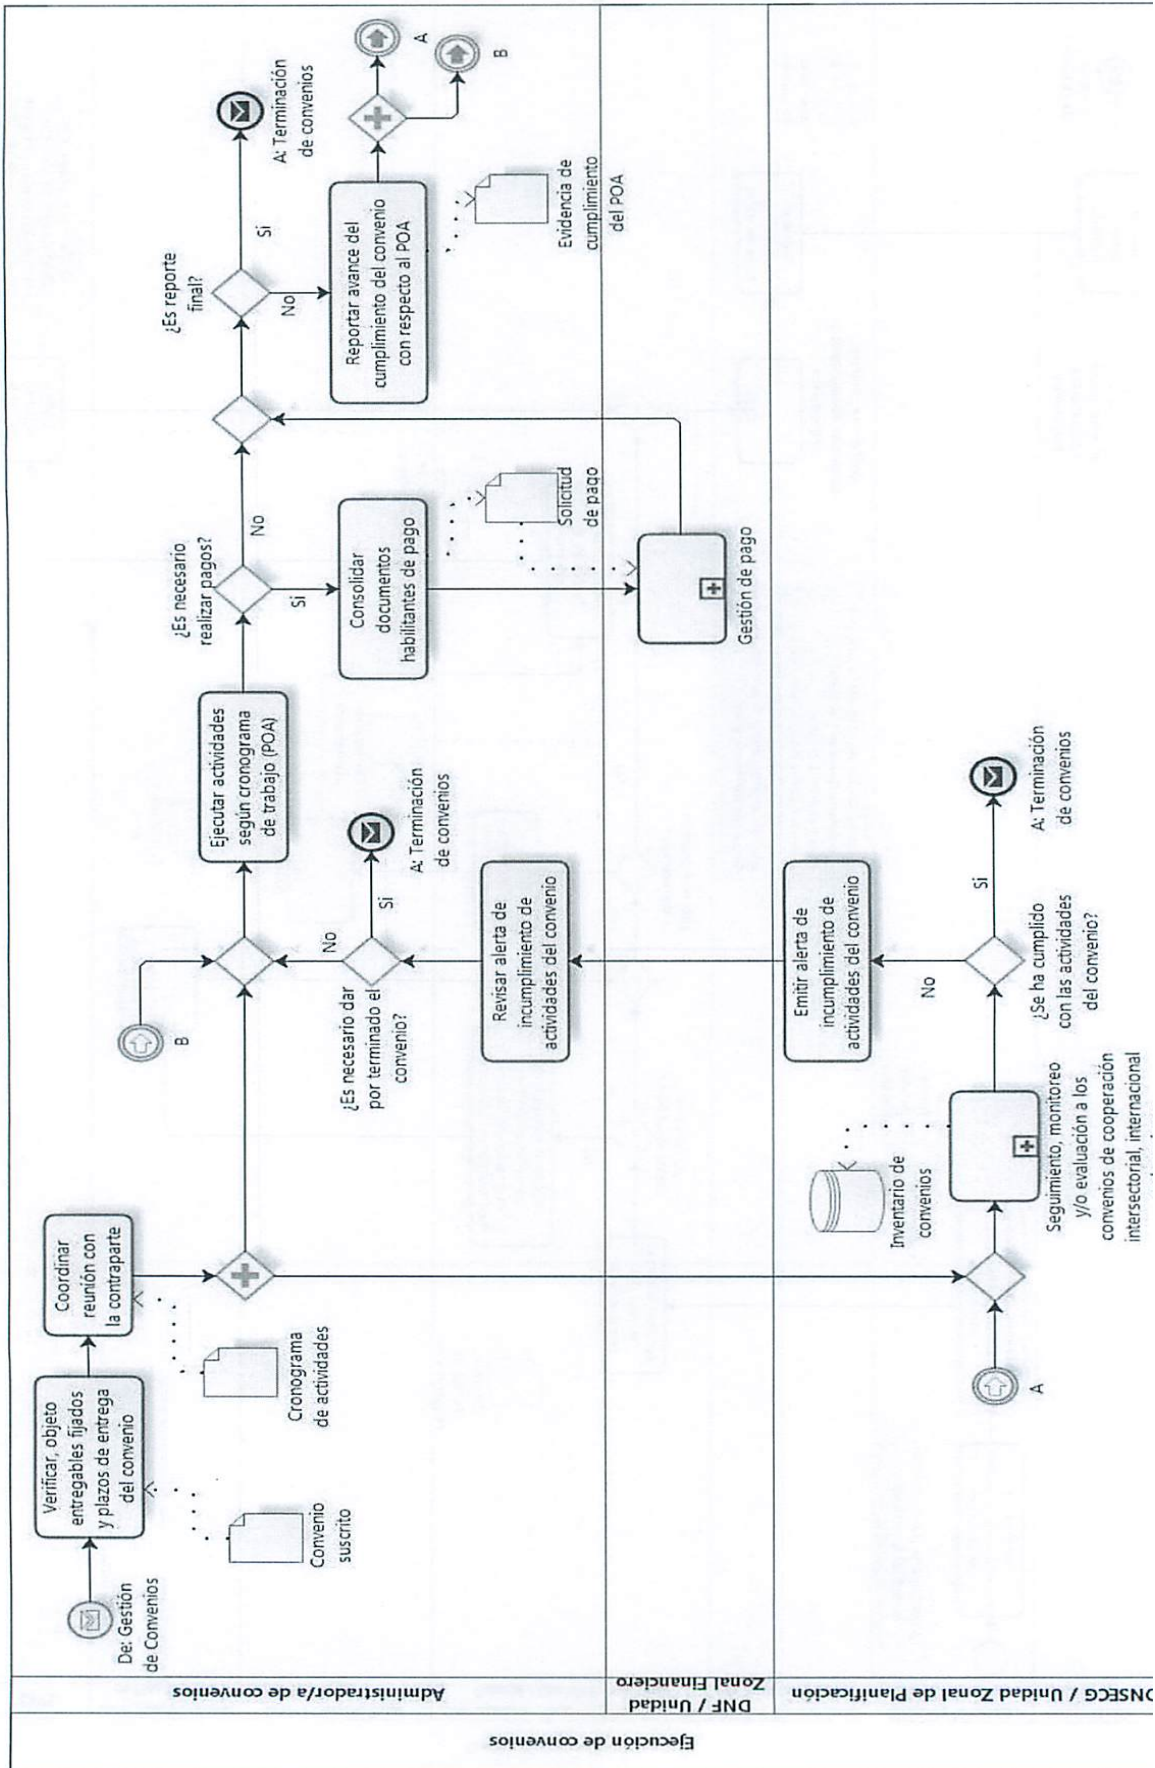 Ejecución de convenios
Administrador/a de convenios
DNF / Unidad
Zonal Financiero
DNSECG / Unidad Zonal de Planificación
De: Gestión
de Convenios
Verificar, objeto
entregables fijados
y plazos de entrega
del convenio
Convenio
suscrito
Coordinar
reunión con
la contraparte
Cronograma
de actividades
B
¿Es necesario dar
por terminado el
convenio?
No
Si
A: Terminación
de convenios
Revisar alerta de
incumplimiento de
actividades del convenio
Ejecutar actividades
según cronograma
de trabajo (POA)
¿Es necesario
realizar pagos?
No
Si
Consolidar
documentos
habilitantes de pago
Solicitud
de pago
Gestión de pago
¿Es reporte
final?
Si
No
A: Terminación
de convenios
Reportar avance del
cumplimiento del convenio
con respecto al POA
Evidencia de
cumplimiento
del POA
A
B
A
Inventario de
convenios
Seguimiento, monitoreo
y/o evaluación a los
convenios de cooperación
intersectorial, internacional
Emitir alerta de
incumplimiento de
actividades del convenio
No
¿Se ha cumplido
con las actividades
del convenio?
Si
A: Terminación
de convenios